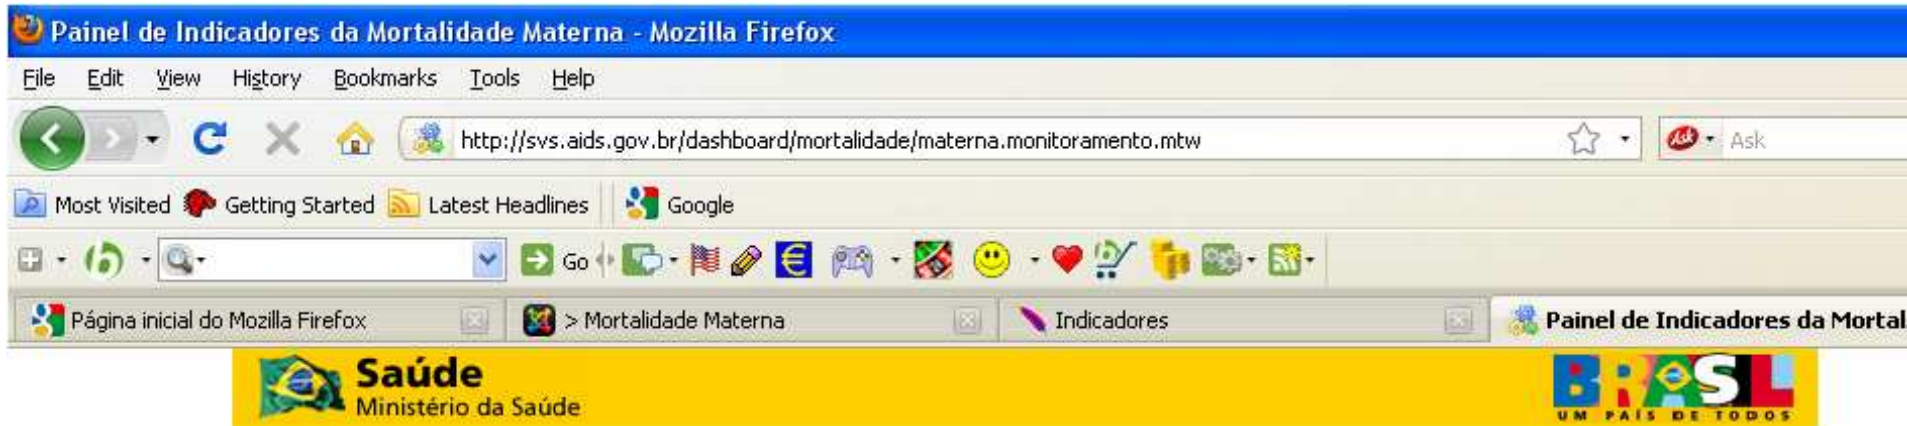 Painel de Indicadores da Mortalidade Materna - Mozilla Firefox
File Edit View History Bookmarks Tools Help
http://svs.aids.gov.br/dashboard/mortalidade/materna.monitoramento.mtw Ask Ask
Most Visited Getting Started Latest Headlines Google
Go
Página inicial do Mozilla Firefox > Mortalidade Materna Indicadores Painel de Indicadores da Mortal
Saúde BRASIL
Ministério da Saúde UM PAÍS DE TODOS